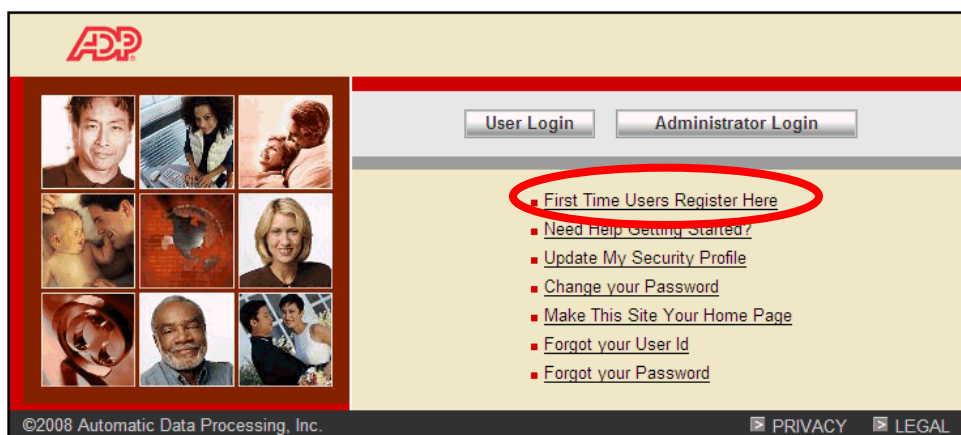 ADP
User Login
Administrator Login
First Time Users Register Here
Need Help Getting Started?
Update My Security Profile
Change your Password
Make This Site Your Home Page
Forgot your User Id
Forgot your Password
©2008 Automatic Data Processing, Inc.
PRIVACY
LEGAL